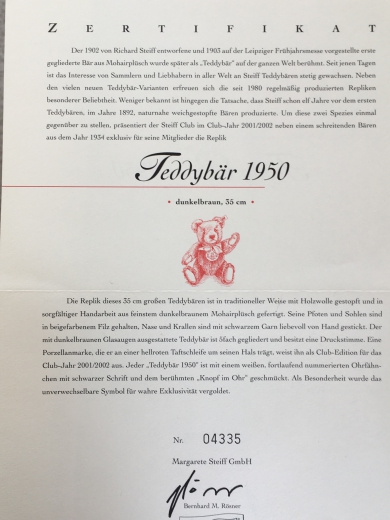 ZERTIFIKAT
Der 1902 von Richard Steiff entworfene und 1903 auf der Leipziger Frühjahrsmesse vorgestellte erste
gegliederte Bär aus Mohairplüsch wurde später als „Teddybär" auf der ganzen Welt berühmt. Seit jenen Tagen
ist das Interesse von Sammlern und Liebhabern in aller Welt an Steiff Teddybären stetig gewachsen. Neben
den vielen neuen Teddybär-Varianten erfreuen sich die seit 1980 regelmäßig produzierten Repliken
besonderer Beliebtheit. Weniger bekannt ist hingegen die Tatsache, dass Steiff schon elf Jahre vor dem ersten
Teddybären, im Jahre 1892, naturnahe weichgestopfte Bären produzierte. Um diese zwei Spezies einmal
gegenüber zu stellen, präsentiert der Steiff Club im Club-Jahr 2001/2002 neben einem schreitenden Bären
aus dem Jahr 1934 exklusiv für seine Mitglieder die Replik
Teddybär 1950
• dunkelbraun, 35 cm •
Die Replik dieses 35 cm großen Teddybären ist in traditioneller Weise mit Holzwolle gestopft und in
sorgfältiger Handarbeit aus feinstem dunkelbraunem Mohairplüsch gefertigt. Seine Pfoten und Sohlen sind
in beigefarbenem Filz gehalten, Nase und Krallen sind mit schwarzem Garn liebevoll von Hand gestickt. Der
mit dunkelbraunen Glasaugen ausgestattete Teddybär ist 5fach gegliedert und besitzt eine Druckstimme. Eine
Porzellanmarke, die er an einer hellroten Taftschleife um seinen Hals trägt, weist ihn als Club-Edition für das
Club-Jahr 2001/2002 aus. Jeder „Teddybär 1950" ist mit einem weißen, fortlaufend nummerierten Ohrfähn-
chen mit schwarzer Schrift und dem berühmten „Knopf im Ohr" geschmückt. Als Besonderheit wurde das
unverwechselbare Symbol für wahre Exklusivität vergoldet.
Nr. 04335
Margarete Steiff GmbH
Bernhard M. Rösner